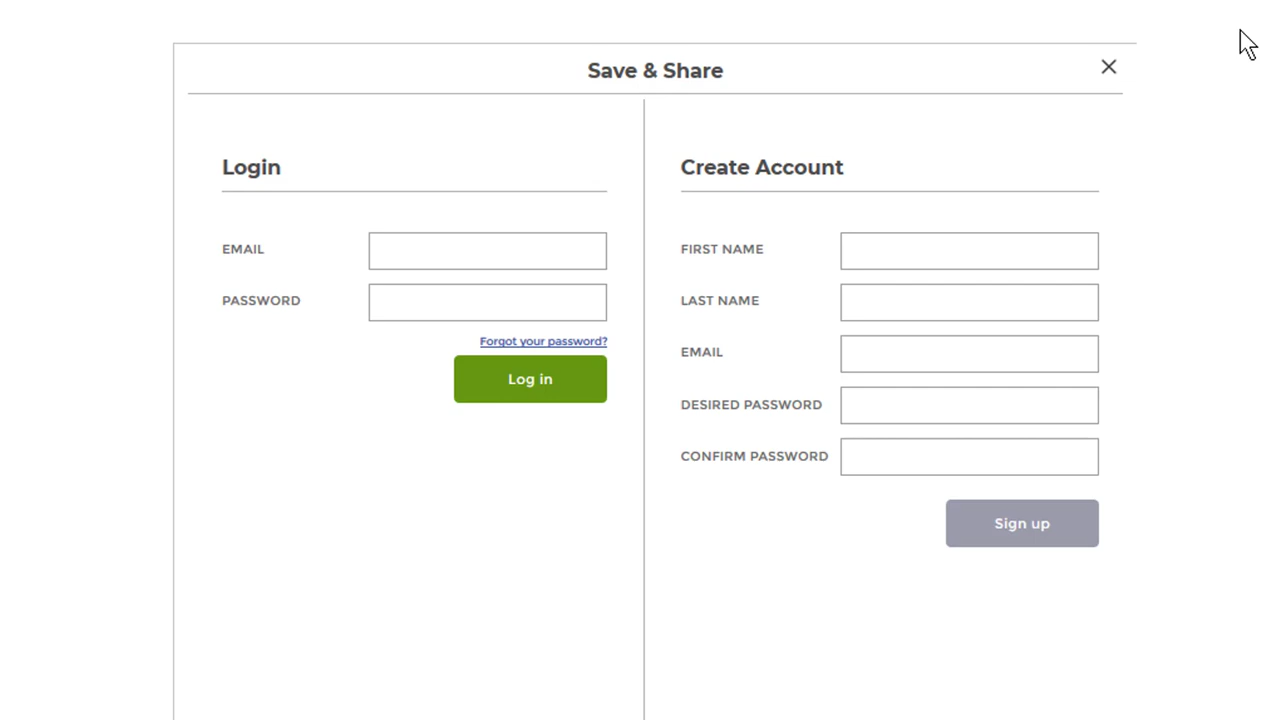 Save & Share
Login
EMAIL
PASSWORD
Forgot your password?
Log in
Create Account
FIRST NAME
LAST NAME
EMAIL
DESIRED PASSWORD
CONFIRM PASSWORD
Sign up